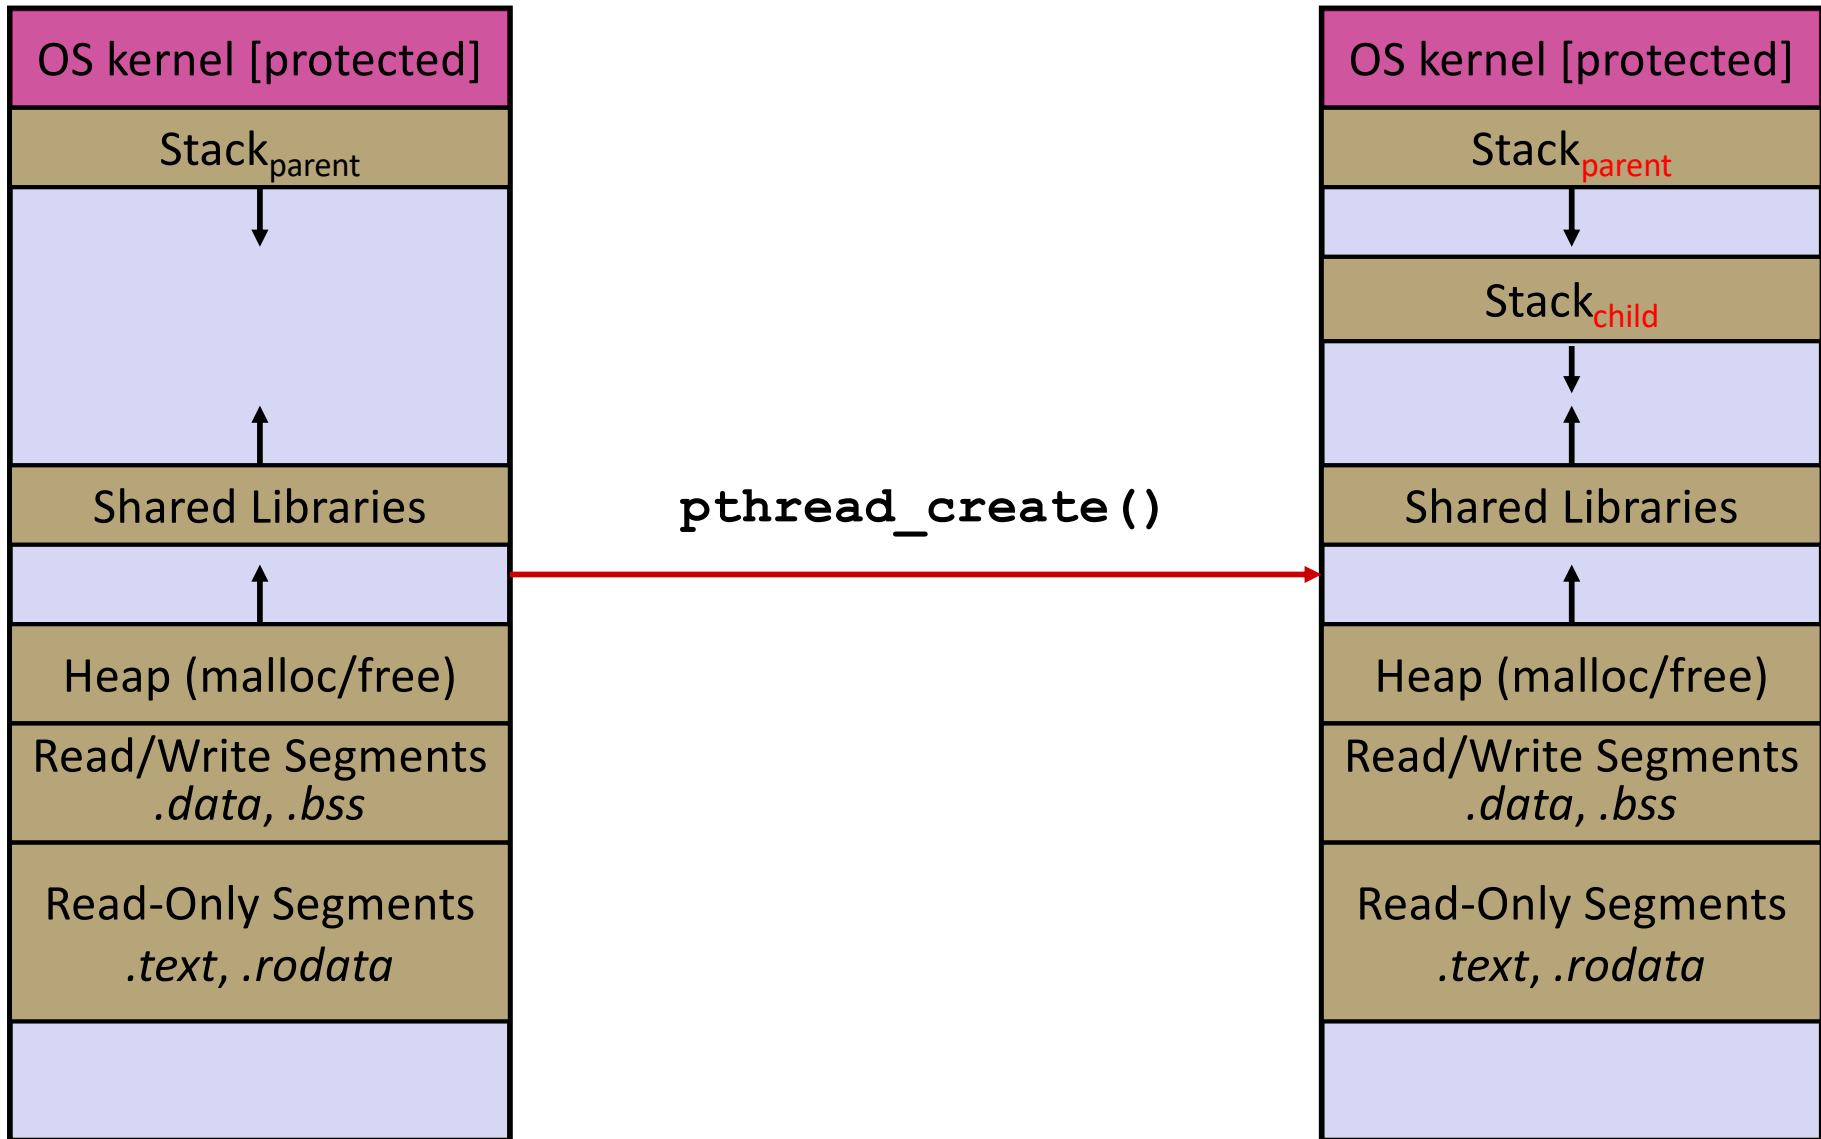 OS kernel [protected]
Stackparent
Shared Libraries
Heap (malloc/free)
Read/Write Segments
.data, .bss
Read-Only Segments
.text, .rodata
pthread_create()
OS kernel [protected]
Stackparent
Stackchild
Shared Libraries
Heap (malloc/free)
Read/Write Segments
.data, .bss
Read-Only Segments
.text, .rodata